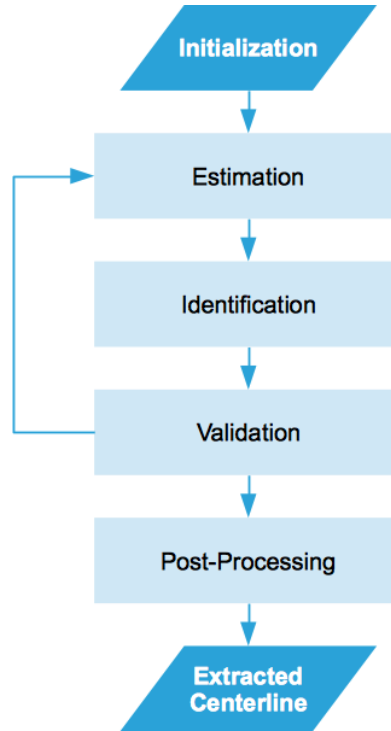 Initialization
Estimation
Identification
Validation
Post-Processing
Extracted
Centerline